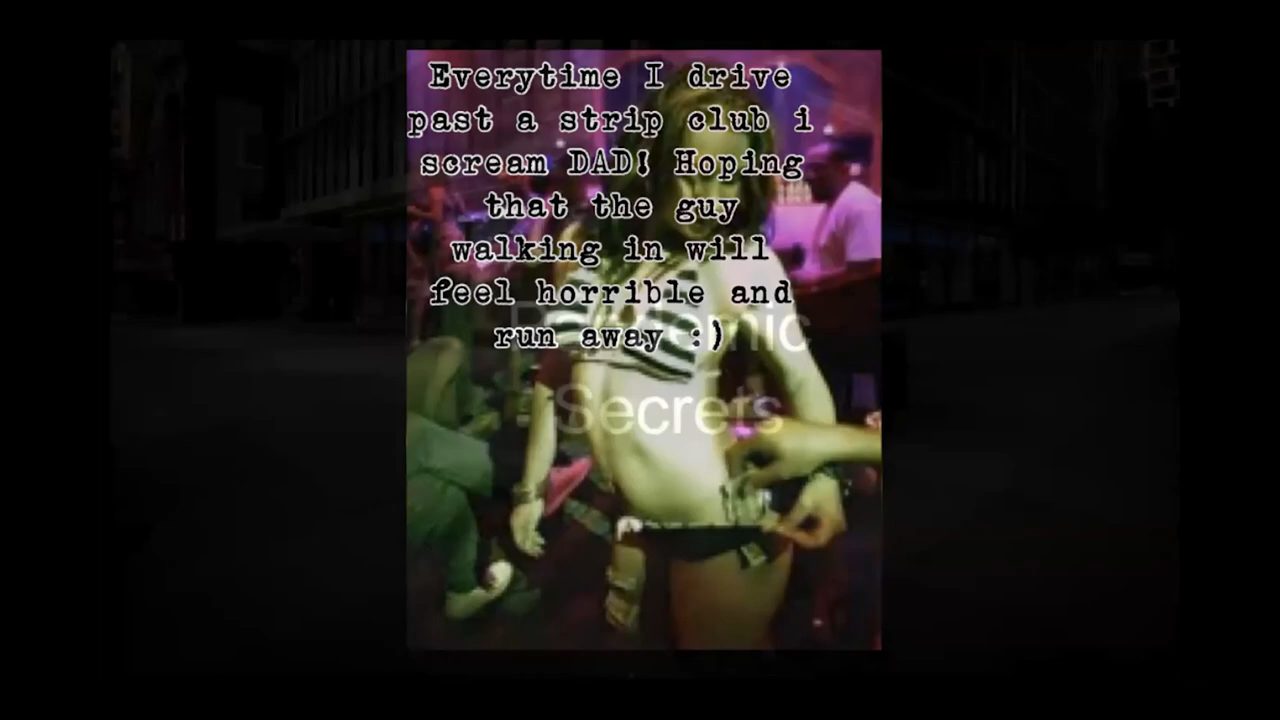 Everytime I drive
past a strip club i
scream DAD! Hoping
that the guy
walking in will
feel horrible and
run away :)
Pandemic
Secrets